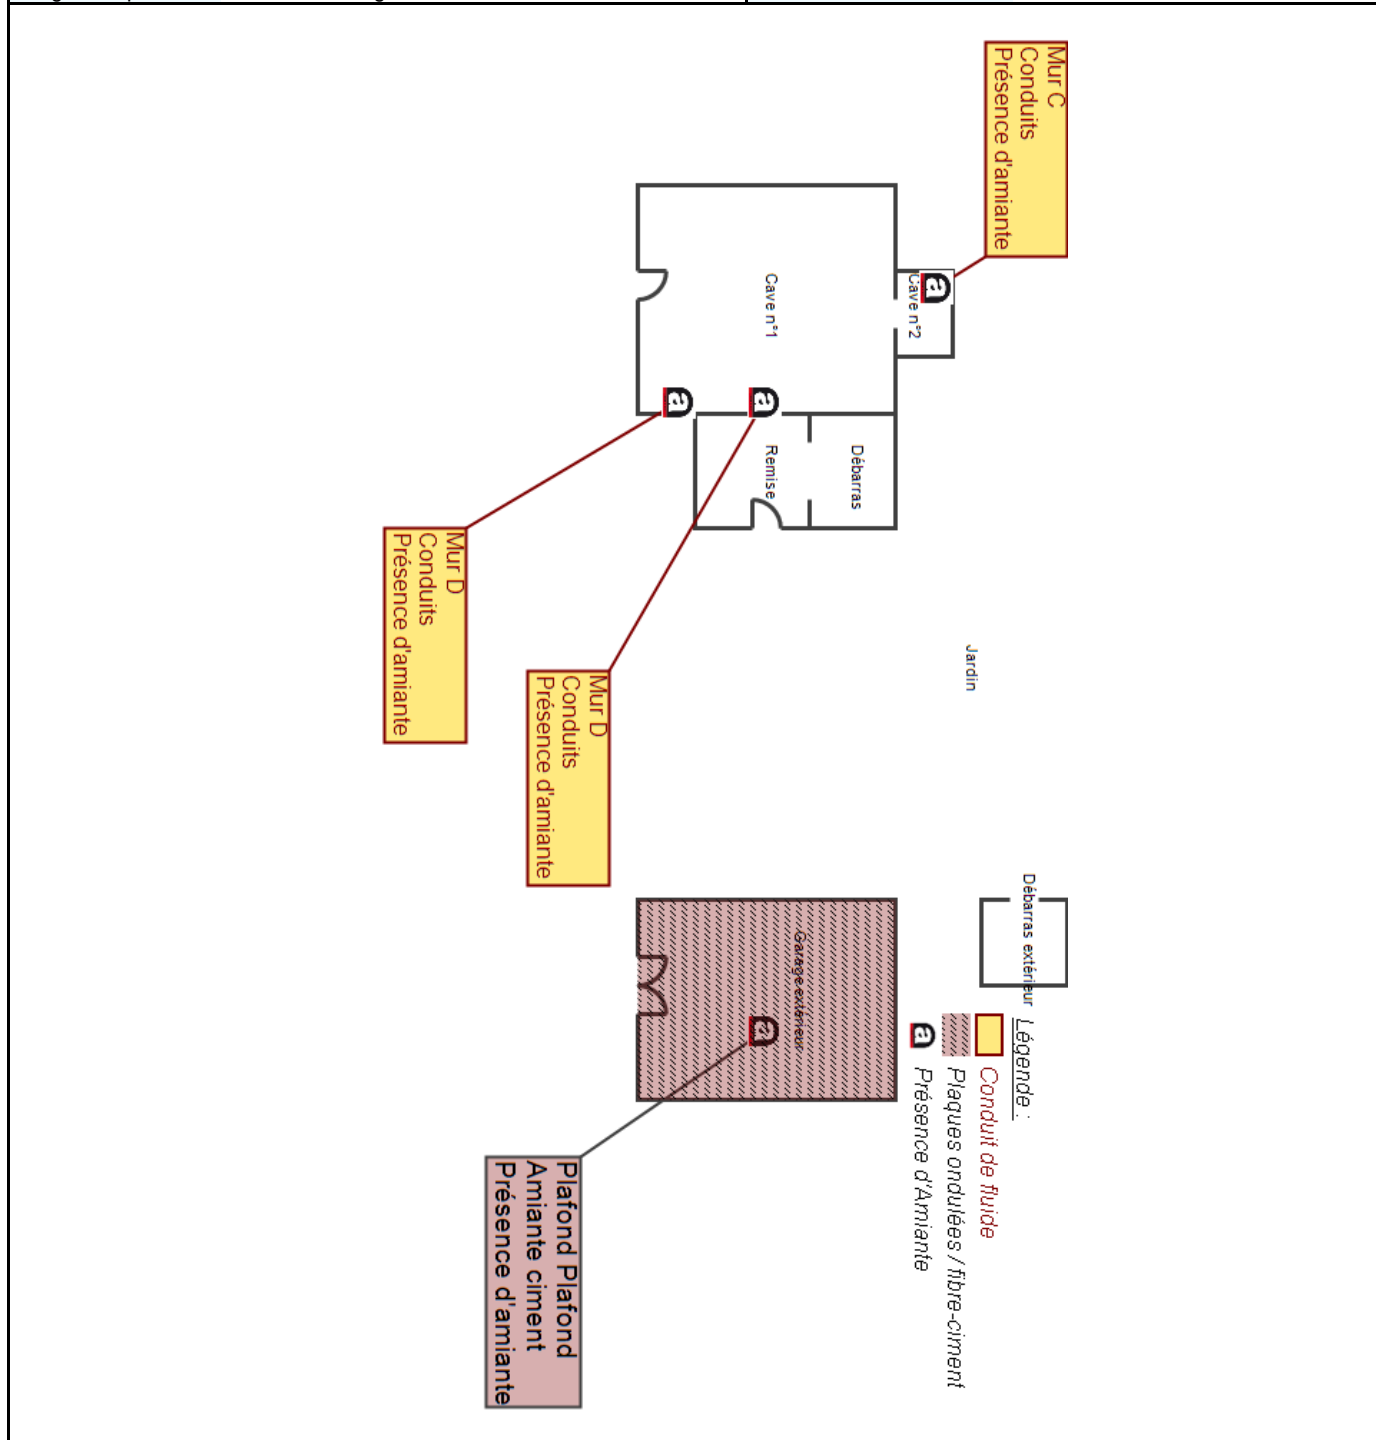 Mur C
Conduits
Présence d'amiante
Cave n°2
Cave n°1
Débarras
Remise
Mur D
Conduits
Présence d'amiante
Mur D
Conduits
Présence d'amiante
Jardin
Débarras extérieur
Garage extérieur
Légende :
Conduit de fluide
Plaques ondulées / fibre-ciment
a Présence d'Amiante
Plafond Plafond
Amiante ciment
Présence d'amiante
a
a
a
a